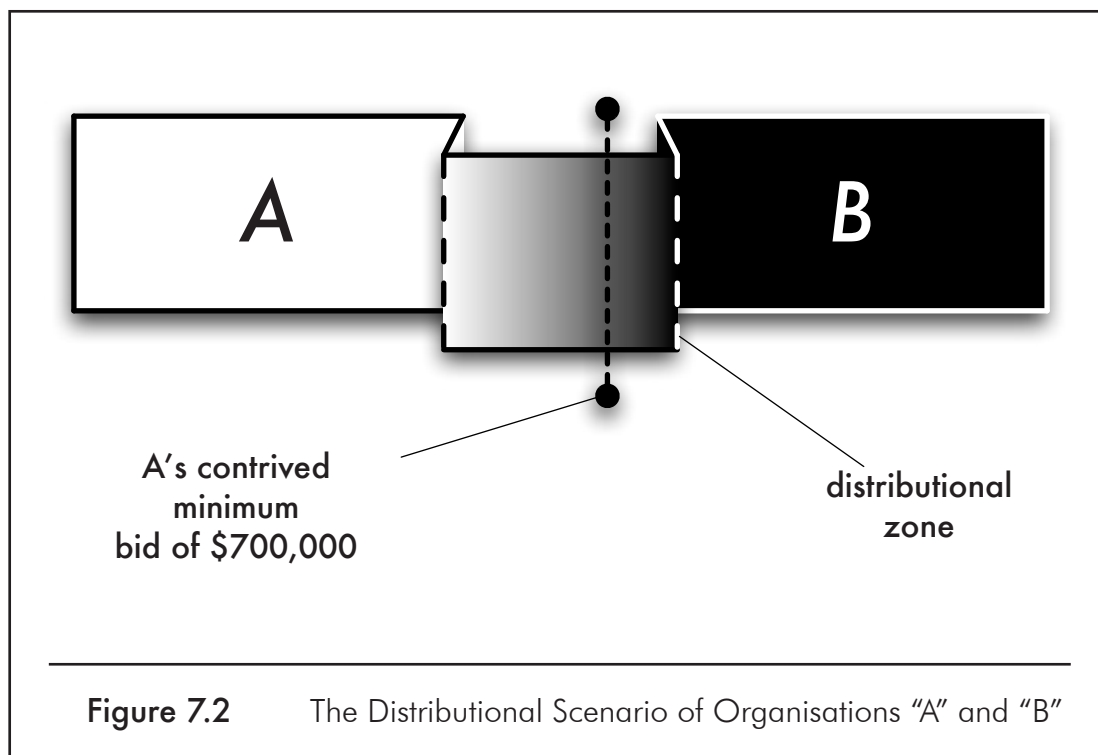 A
B
A’s contrived
minimum
bid of $700,000
distributional
zone
Figure 7.2 The Distributional Scenario of Organisations “A” and “B”